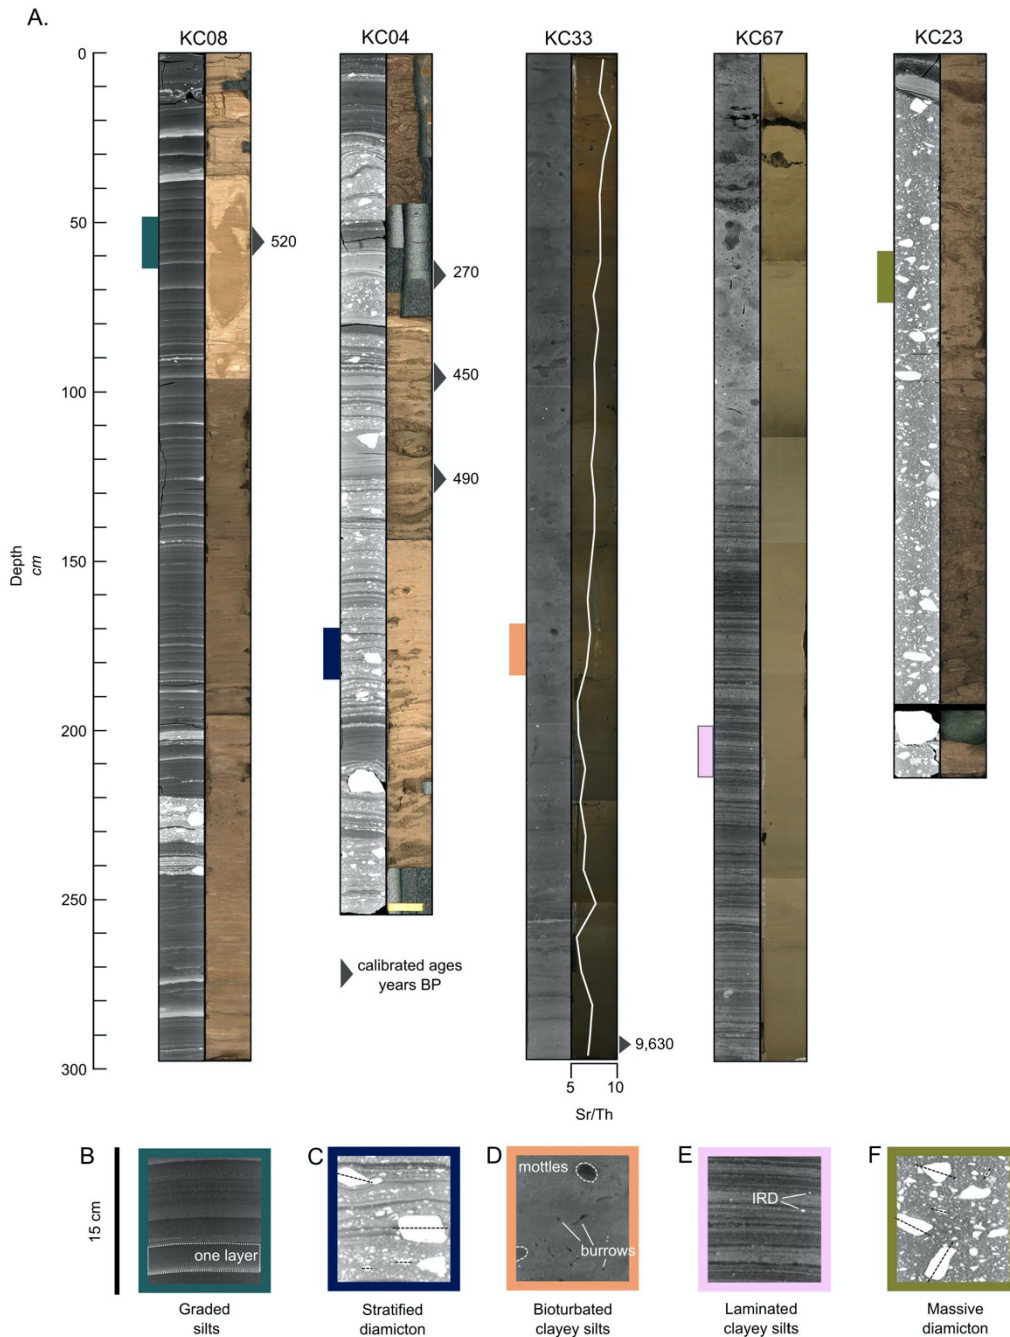 A.
KC08
KC04
KC33
KC67
KC23
0
50
100
150
200
250
300
Depth
cm
520
270
450
490
calibrated ages
years BP
9,630
5 10
Sr/Th
B
C
D
E
F
15 cm
one layer
mottles
burrows
IRD
Graded
silts
Stratified
diamicton
Bioturbated
clayey silts
Laminated
clayey silts
Massive
diamicton